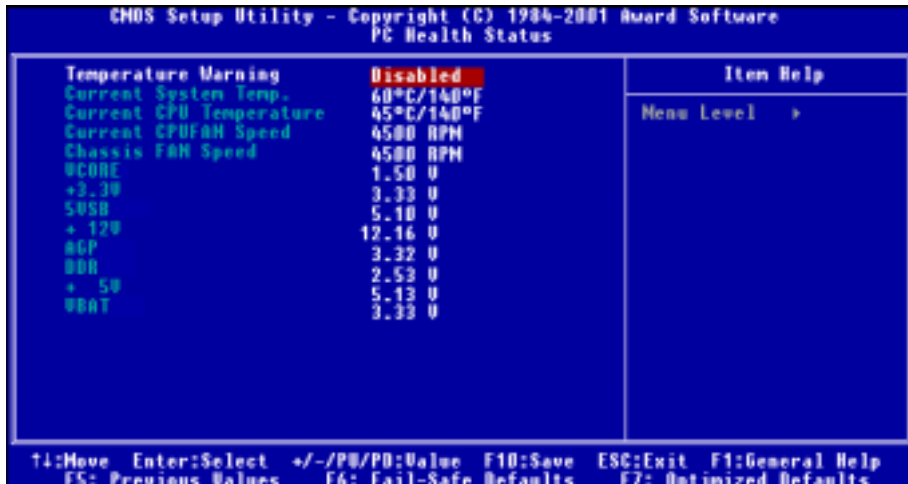 CMOS Setup Utility - Copyright (C) 1984-2001 Award Software
PC Health Status
Temperature Warning Disabled
Current System Temp. 60°C/140°F
Current CPU Temperature 45°C/140°F
Current CPUFAN Speed 4500 RPM
Chassis FAN Speed 4500 RPM
VCORE 1.50 V
+3.3V 3.33 V
5VSB 5.10 V
+ 12V 12.16 V
AGP 3.32 V
DDR 2.53 V
+ 5V 5.13 V
VBAT 3.33 V
Item Help
Menu Level ▸
↑↓:Move Enter:Select +/-/PU/PD:Value F10:Save ESC:Exit F1:General Help
F5: Previous Values F6: Fail-Safe Defaults F7: Optimized Defaults